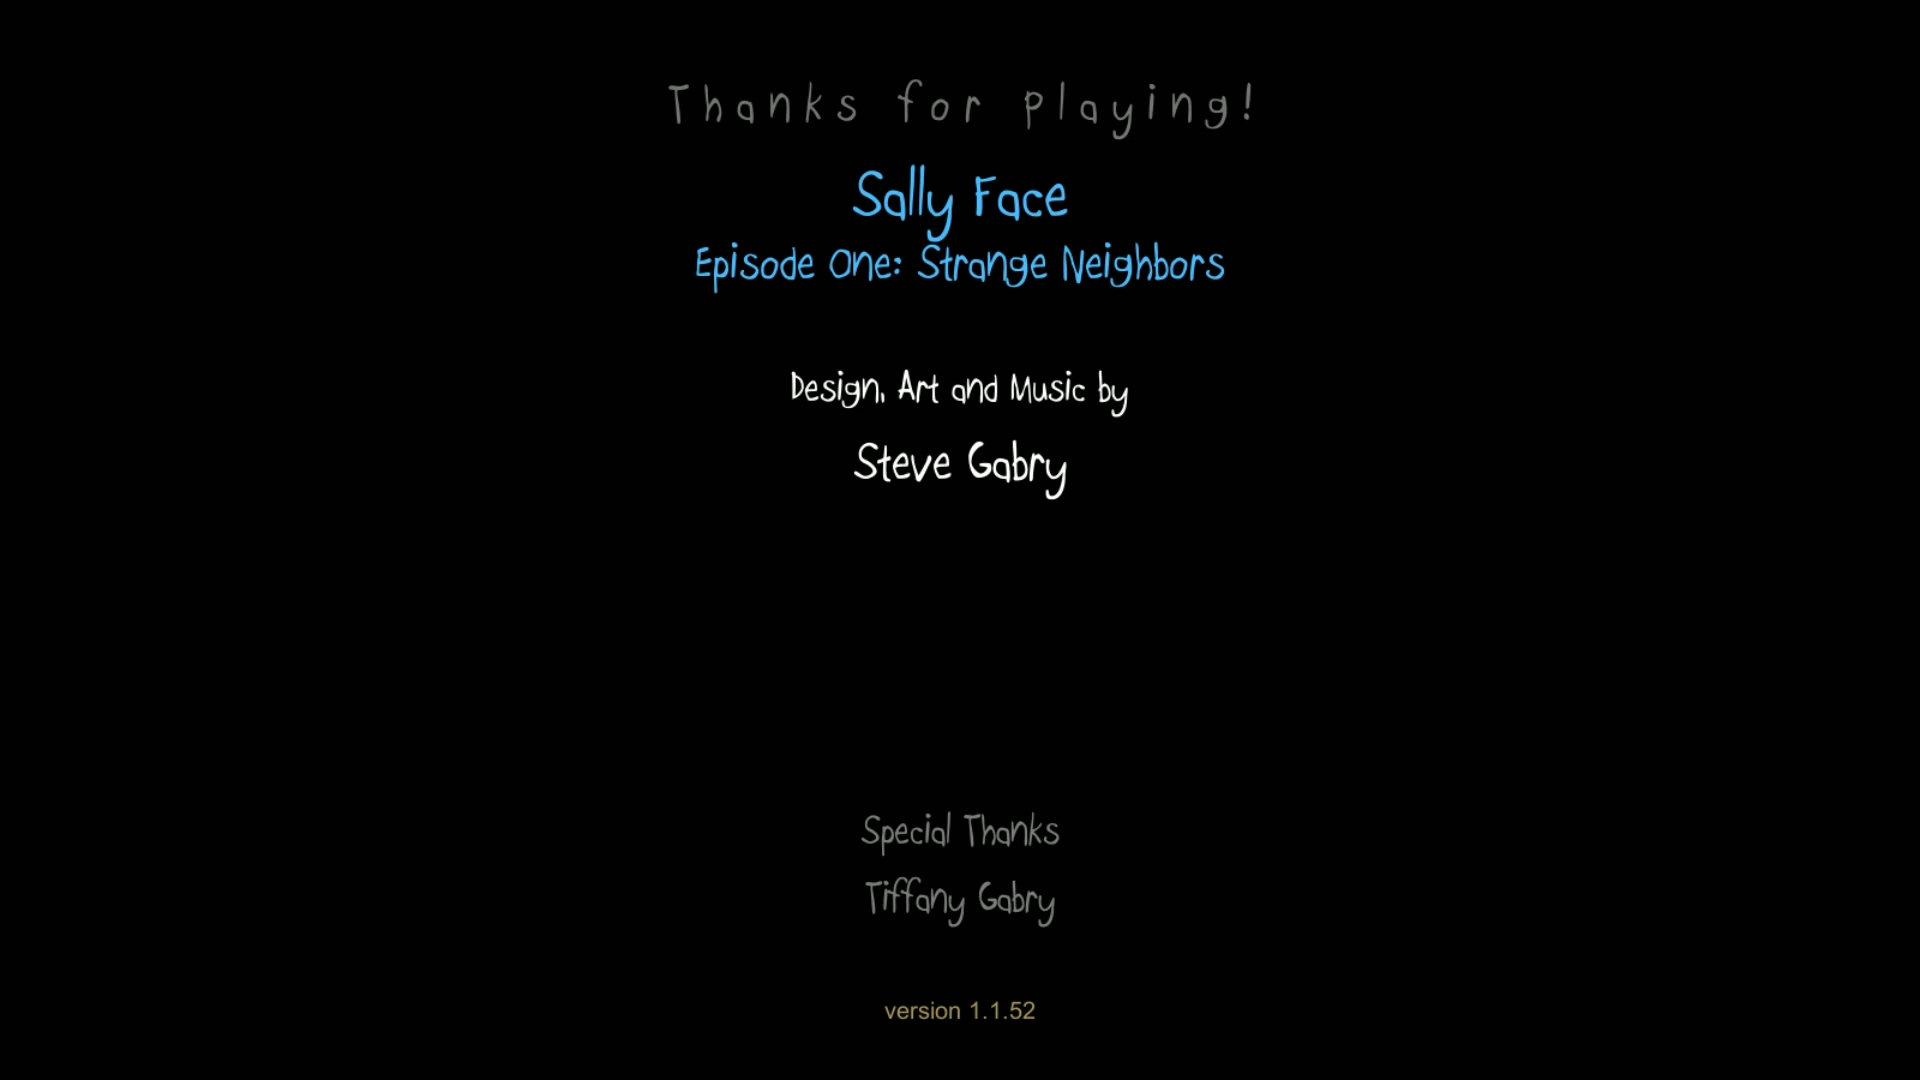 Thanks for playing!
Sally Face
Episode One: Strange Neighbors
Design, Art and Music by
Steve Gabry
Special Thanks
Tiffany Gabry
version 1.1.52